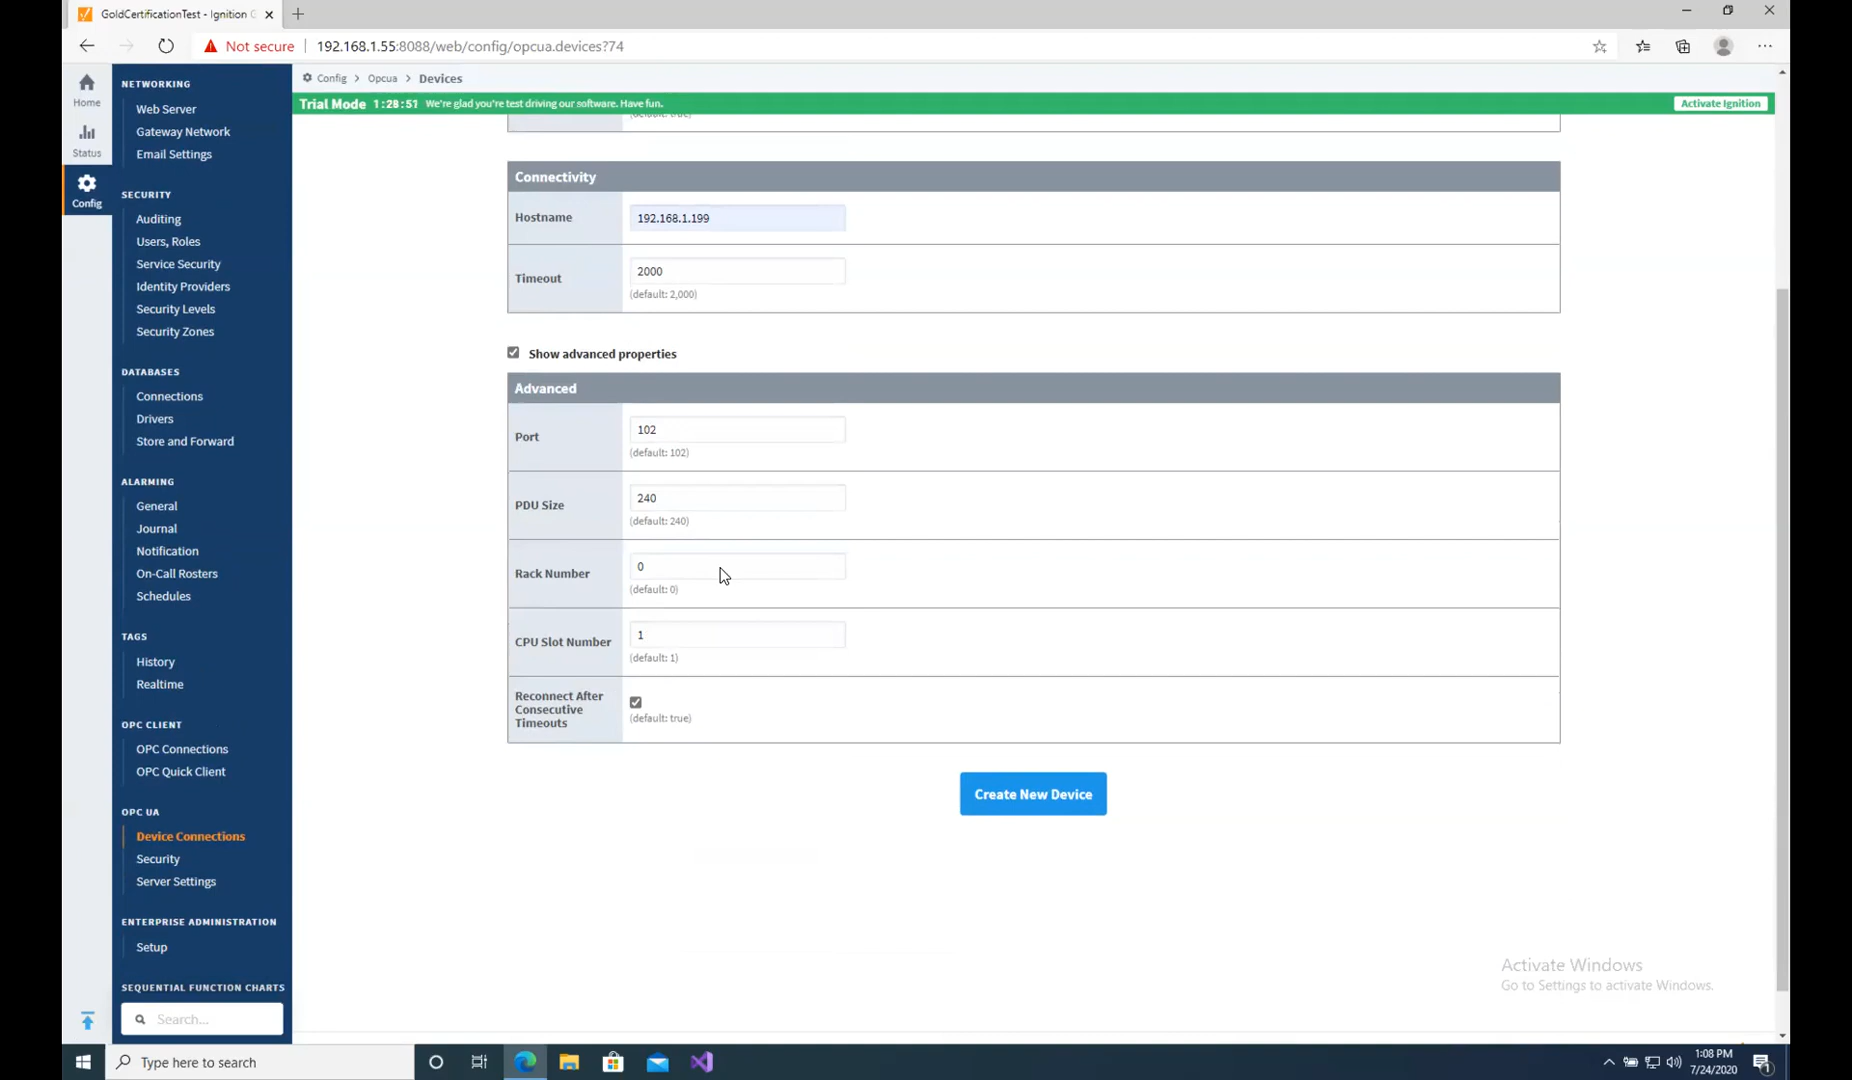 GoldCertificationTest - Ignition G
Not secure
192.168.1.55:8088/web/config/opcua.devices?74
Home
Status
Config
NETWORKING
Web Server
Gateway Network
Email Settings
SECURITY
Auditing
Users, Roles
Service Security
Identity Providers
Security Levels
Security Zones
DATABASES
Connections
Drivers
Store and Forward
ALARMING
General
Journal
Notification
On-Call Rosters
Schedules
TAGS
History
Realtime
OPC CLIENT
OPC Connections
OPC Quick Client
OPC UA
Device Connections
Security
Server Settings
ENTERPRISE ADMINISTRATION
Setup
SEQUENTIAL FUNCTION CHARTS
Search...
Config > Opcua > Devices
Trial Mode 1:28:51 We're glad you're test driving our software. Have fun.
Activate Ignition
(default: true)
Connectivity
Hostname
192.168.1.199
Timeout
2000
(default: 2,000)
Show advanced properties
Advanced
Port
102
(default: 102)
PDU Size
240
(default: 240)
Rack Number
0
(default: 0)
CPU Slot Number
1
(default: 1)
Reconnect After
Consecutive
Timeouts
(default: true)
Create New Device
Activate Windows
Go to Settings to activate Windows.
Type here to search
1:08 PM
7/24/2020
1